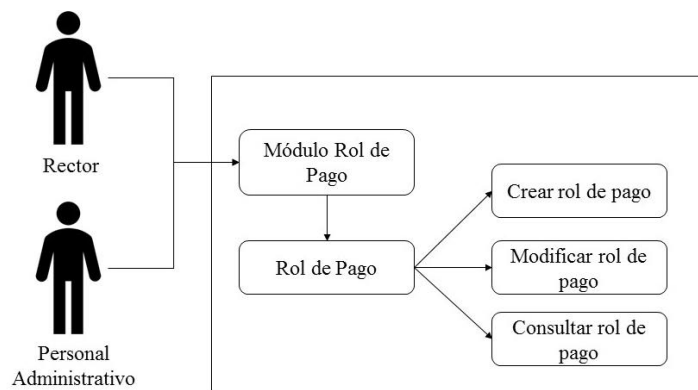 Rector
Personal
Administrativo
Módulo Rol de
Pago
Rol de Pago
Crear rol de pago
Modificar rol de
pago
Consultar rol de
pago